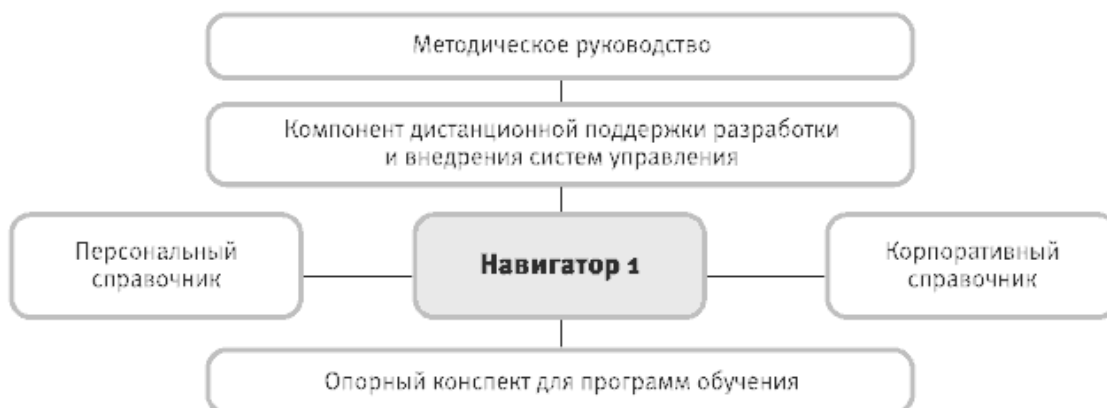 Методическое руководство
Компонент дистанционной поддержки разработки
и внедрения систем управления
Персональный
справочник
Навигатор 1
Корпоративный
справочник
Опорный конспект для программ обучения